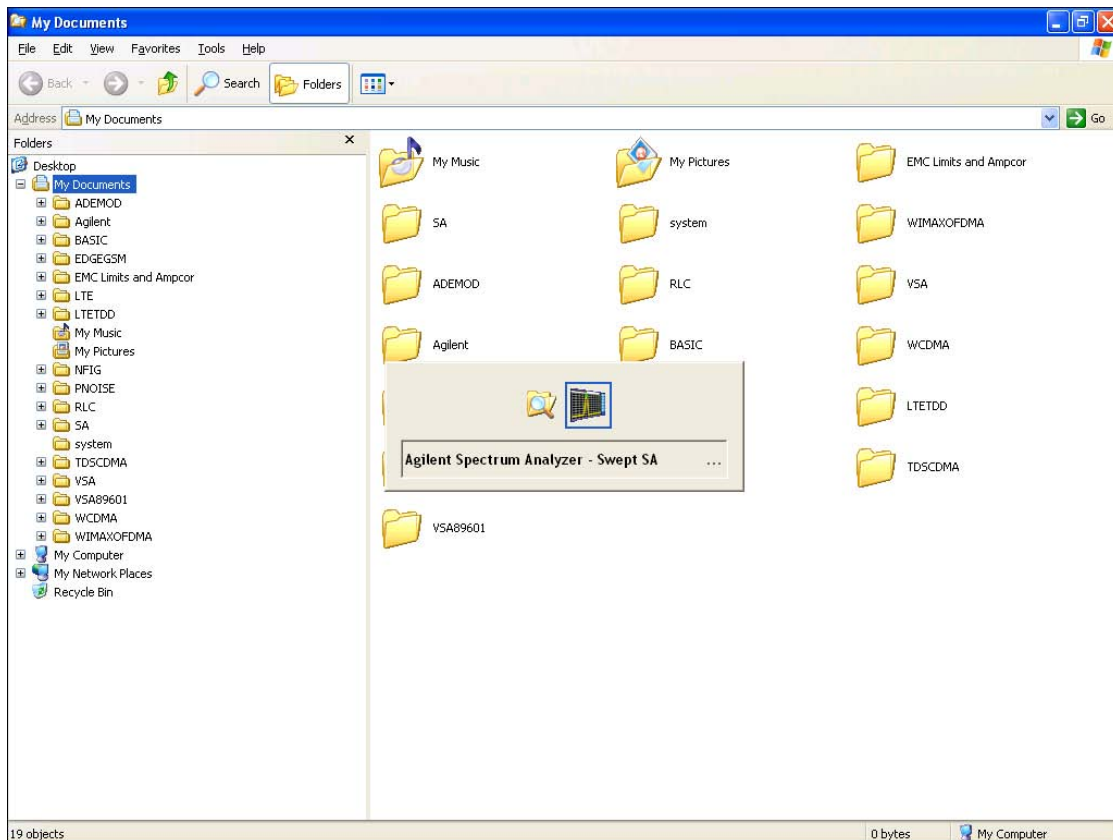 My Documents
File Edit View Favorites Tools Help
Back Search Folders
Address My Documents Go
Folders
Desktop
My Documents
ADEMOD
Agilent
BASIC
EDGEGSM
EMC Limits and Ampcor
LTE
LTETDD
My Music
My Pictures
NFIG
PNOISE
RLC
SA
system
TDSCDMA
VSA
VSA89601
WCDMA
WIMAXOFDMA
My Computer
My Network Places
Recycle Bin
My Music My Pictures EMC Limits and Ampcor
SA system WIMAXOFDMA
ADEMOD RLC VSA
Agilent BASIC WCDMA
LTETDD
TDSCDMA
VSA89601
Agilent Spectrum Analyzer - Swept SA ...
19 objects 0 bytes My Computer